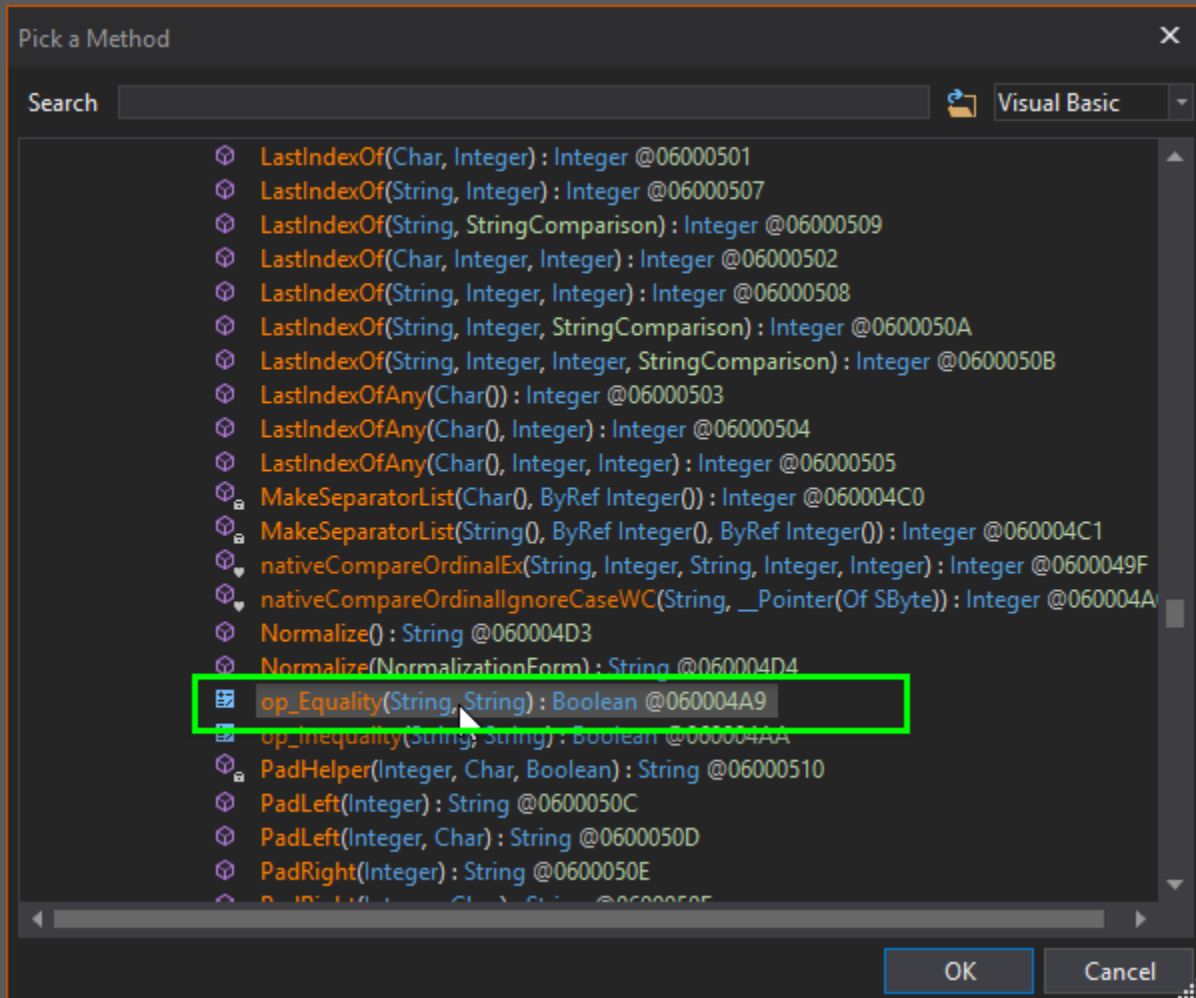 Pick a Method
Search
Visual Basic
LastIndexOf(Char, Integer) : Integer @06000501
LastIndexOf(String, Integer) : Integer @06000507
LastIndexOf(String, StringComparison) : Integer @06000509
LastIndexOf(Char, Integer, Integer) : Integer @06000502
LastIndexOf(String, Integer, Integer) : Integer @06000508
LastIndexOf(String, Integer, StringComparison) : Integer @0600050A
LastIndexOf(String, Integer, Integer, StringComparison) : Integer @0600050B
LastIndexOfAny(Char()) : Integer @06000503
LastIndexOfAny(Char(), Integer) : Integer @06000504
LastIndexOfAny(Char(), Integer, Integer) : Integer @06000505
MakeSeparatorList(Char(), ByRef Integer()) : Integer @060004C0
MakeSeparatorList(String(), ByRef Integer(), ByRef Integer()) : Integer @060004C1
nativeCompareOrdinalEx(String, Integer, String, Integer, Integer) : Integer @0600049F
nativeCompareOrdinalIgnoreCaseWC(String, __Pointer(Of SByte)) : Integer @060004A
Normalize() : String @060004D3
Normalize(NormalizationForm) : String @060004D4
op_Equality(String, String) : Boolean @060004A9
op_Inequality(String, String) : Boolean @060004AA
PadHelper(Integer, Char, Boolean) : String @06000510
PadLeft(Integer) : String @0600050C
PadLeft(Integer, Char) : String @0600050D
PadRight(Integer) : String @0600050E
OK
Cancel